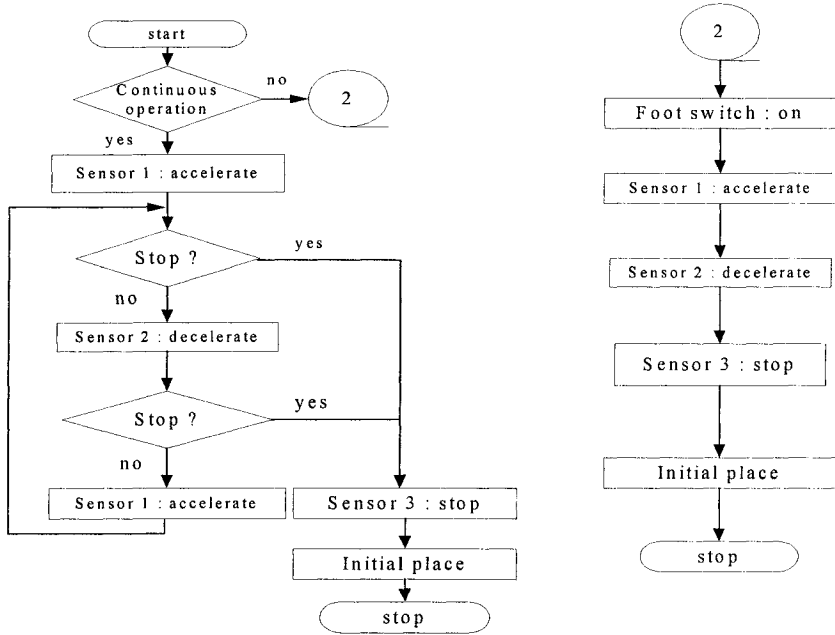 start
Continuous
operation
no
2
yes
Sensor 1 : accelerate
Stop ?
yes
no
Sensor 2 : decelerate
Stop ?
yes
no
Sensor 1 : accelerate
Sensor 3 : stop
Initial place
stop
2
Foot switch : on
Sensor 1 : accelerate
Sensor 2 : decelerate
Sensor 3 : stop
Initial place
stop